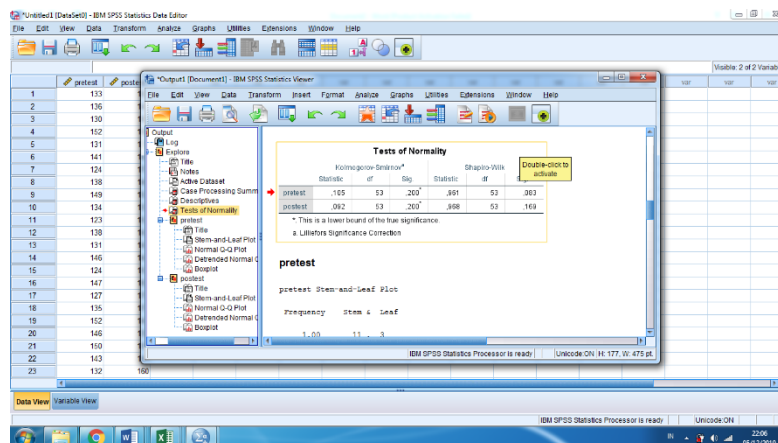 *Untitled1 [DataSet0] - IBM SPSS Statistics Data Editor
File Edit View Data Transform Analyze Graphs Utilities Extensions Window Help
Visible: 2 of 2 Variab
pretest poste var var var
1 133
2 136
3 130
4 152
5 131
6 141
7 124
8 138
9 149
10 134
11 123
12 138
13 131
14 146
15 124
16 147
17 127
18 135
19 152
20 146
21 150
22 143
23 132 160
*Output1 [Document1] - IBM SPSS Statistics Viewer
File Edit View Data Transform Insert Format Analyze Graphs Utilities Extensions Window Help
Output
Log
Explore
Title
Notes
Active Dataset
Case Processing Summ
Descriptives
Tests of Normality
pretest
Title
Stem-and-Leaf Plot
Normal Q-Q Plot
Detrended Normal Q
Boxplot
postest
Title
Stem-and-Leaf Plot
Normal Q-Q Plot
Detrended Normal Q
Boxplot
Tests of Normality
Kolmogorov-Smirnovª Shapiro-Wilk
Statistic df Sig. Statistic df
Double-click to
activate
pretest .105 53 .200* .961 53 .083
postest .092 53 .200* .968 53 .169
*. This is a lower bound of the true significance.
a. Lilliefors Significance Correction
pretest
pretest Stem-and-Leaf Plot
Frequency Stem & Leaf
1.00 11 . 3
IBM SPSS Statistics Processor is ready Unicode:ON H: 177, W: 475 pt.
Data View Variable View
IBM SPSS Statistics Processor is ready Unicode:ON
IN 22:06